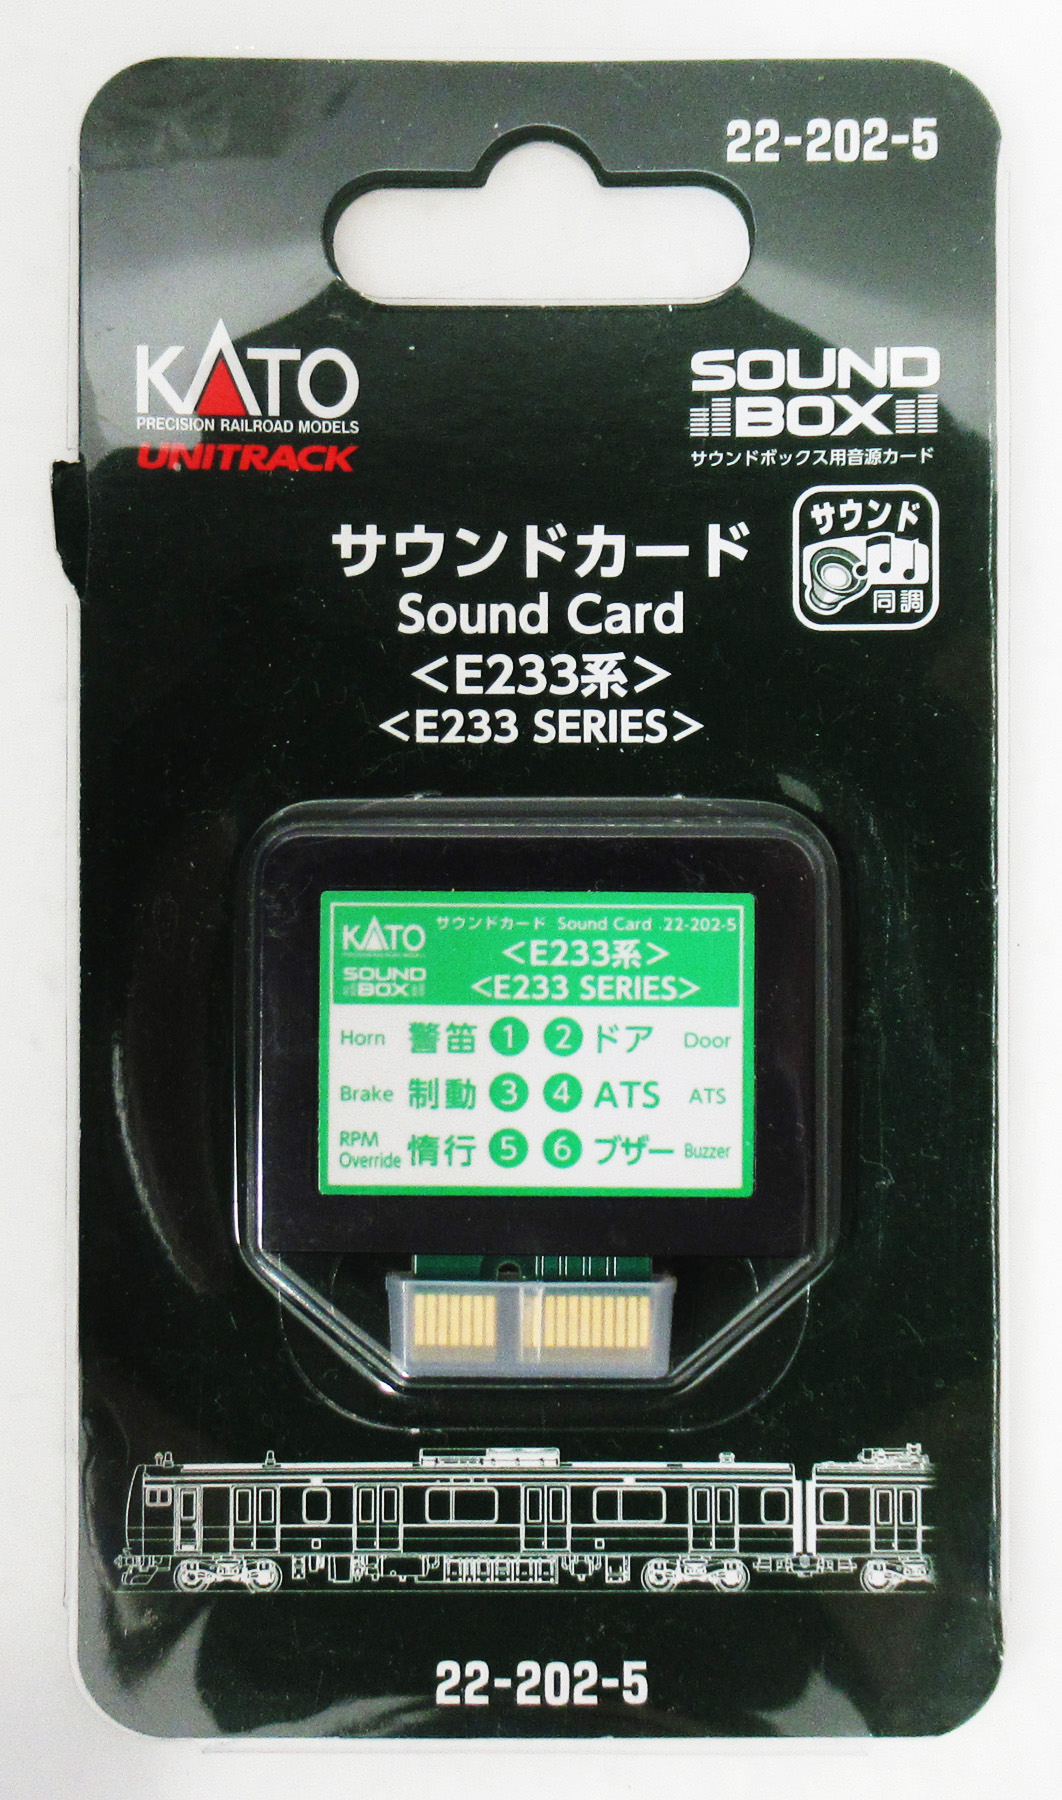 22-202-5
KATO
PRECISION RAILROAD MODELS
UNITRACK
SOUND
BOX
サウンドボックス用音源カード
サウンド
同調
サウンドカード
Sound Card
<E233系>
<E233 SERIES>
KATO
PRECISION RAILROAD MODELS
SOUND
BOX
サウンドカード Sound Card 22-202-5
<E233系>
<E233 SERIES>
Horn 警笛 1 2 ドア Door
Brake 制動 3 4 ATS ATS
RPM
Override 惰行 5 6 ブザー Buzzer
22-202-5